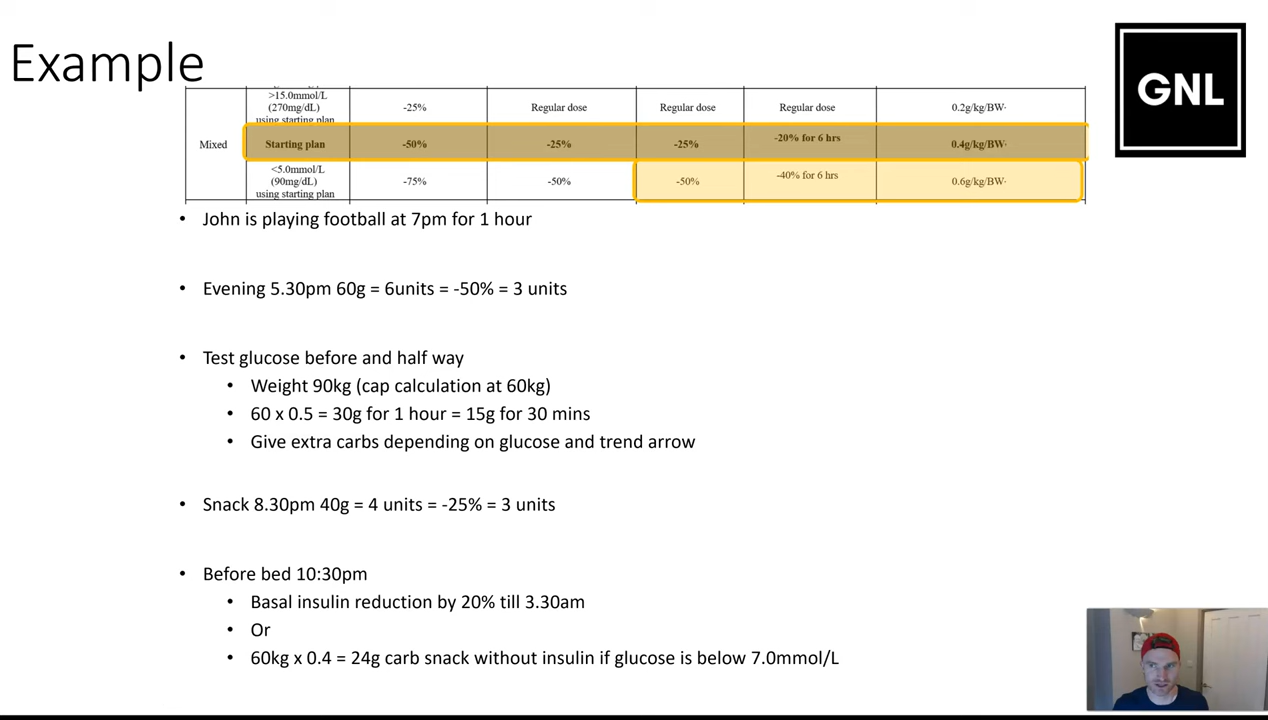 Example
GNL
>15.0mmol/L
(270mg/dL)
using starting plan
-25%
Regular dose
Regular dose
Regular dose
0.2g/kg/BW·
Mixed
Starting plan
-50%
-25%
-25%
-20% for 6 hrs
0.4g/kg/BW·
<5.0mmol/L
(90mg/dL)
using starting plan
-75%
-50%
-50%
-40% for 6 hrs
0.6g/kg/BW·
• John is playing football at 7pm for 1 hour
• Evening 5.30pm 60g = 6units = -50% = 3 units
• Test glucose before and half way
• Weight 90kg (cap calculation at 60kg)
• 60 x 0.5 = 30g for 1 hour = 15g for 30 mins
• Give extra carbs depending on glucose and trend arrow
• Snack 8.30pm 40g = 4 units = -25% = 3 units
• Before bed 10:30pm
• Basal insulin reduction by 20% till 3.30am
• Or
• 60kg x 0.4 = 24g carb snack without insulin if glucose is below 7.0mmol/L